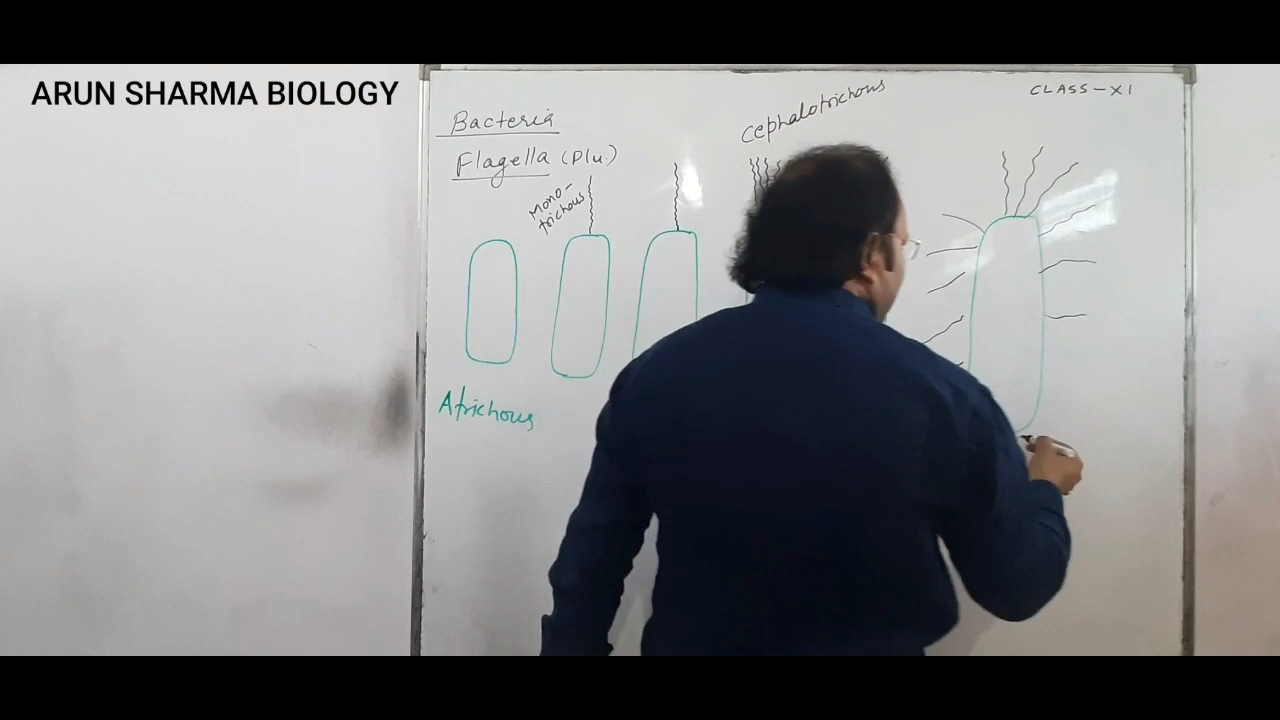 ARUN SHARMA BIOLOGY
CLASS-XI
Bacteria
Flagella (Plu.)
Cephalotrichous
Mono-
trichous
Atrichous